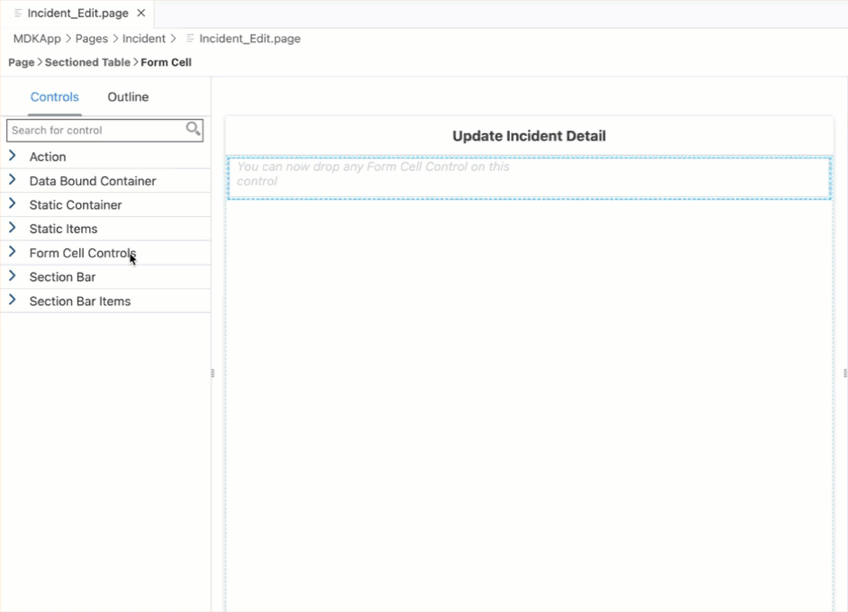 Incident_Edit.page ×
MDKApp > Pages > Incident > Incident_Edit.page
Page > Sectioned Table > Form Cell
Controls Outline
Search for control
Action
Data Bound Container
Static Container
Static Items
Form Cell Controls
Section Bar
Section Bar Items
Update Incident Detail
You can now drop any Form Cell Control on this
control